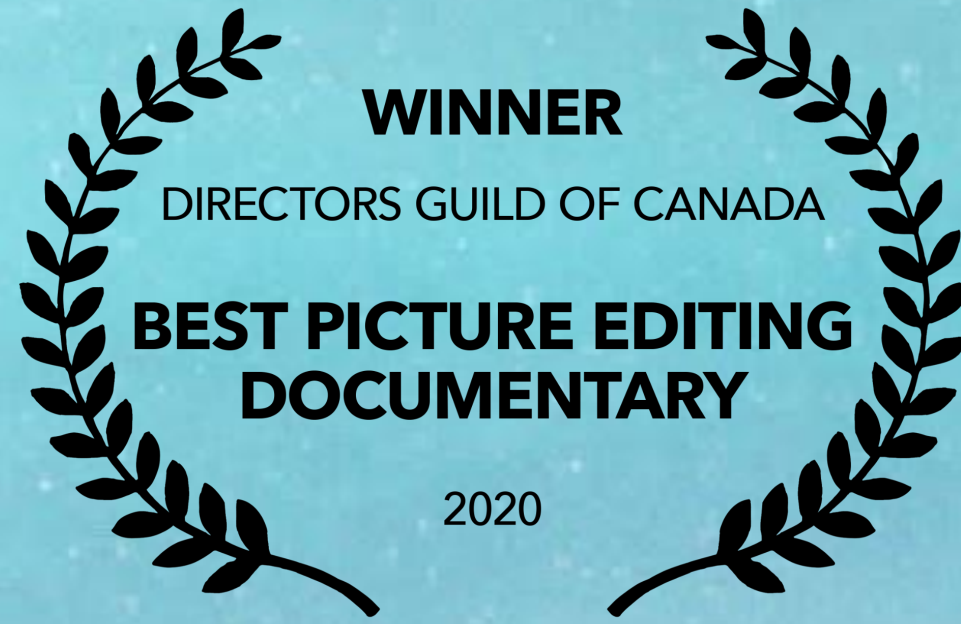 WINNER
DIRECTORS GUILD OF CANADA
BEST PICTURE EDITING
DOCUMENTARY
2020